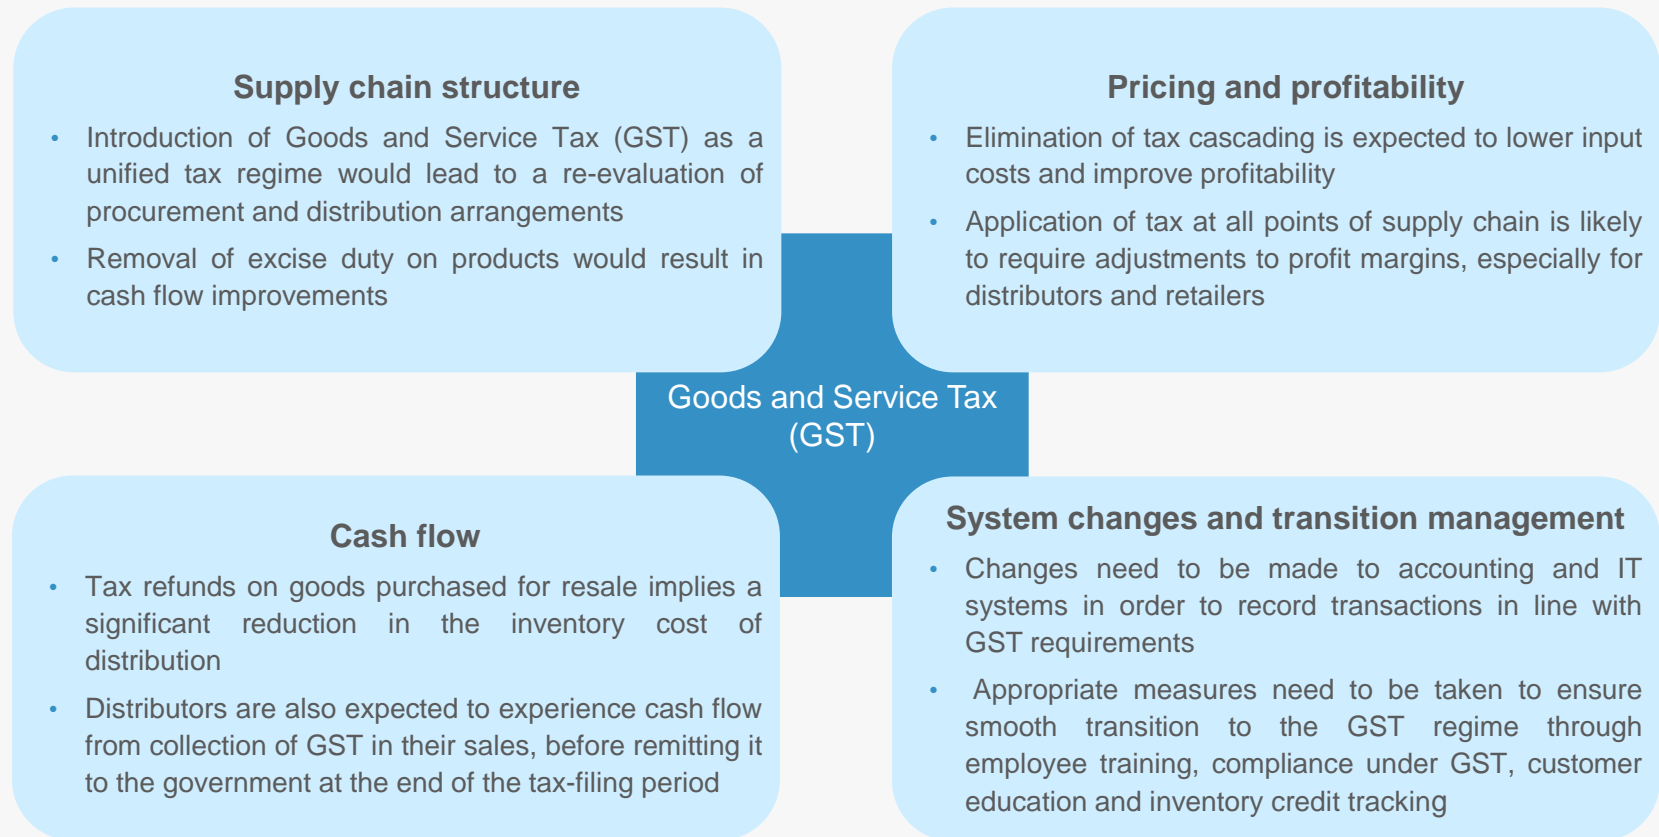 Supply chain structure
• Introduction of Goods and Service Tax (GST) as a
unified tax regime would lead to a re-evaluation of
procurement and distribution arrangements
• Removal of excise duty on products would result in
cash flow improvements
Pricing and profitability
• Elimination of tax cascading is expected to lower input
costs and improve profitability
• Application of tax at all points of supply chain is likely
to require adjustments to profit margins, especially for
distributors and retailers
Goods and Service Tax
(GST)
Cash flow
• Tax refunds on goods purchased for resale implies a
significant reduction in the inventory cost of
distribution
• Distributors are also expected to experience cash flow
from collection of GST in their sales, before remitting it
to the government at the end of the tax-filing period
System changes and transition management
• Changes need to be made to accounting and IT
systems in order to record transactions in line with
GST requirements
• Appropriate measures need to be taken to ensure
smooth transition to the GST regime through
employee training, compliance under GST, customer
education and inventory credit tracking